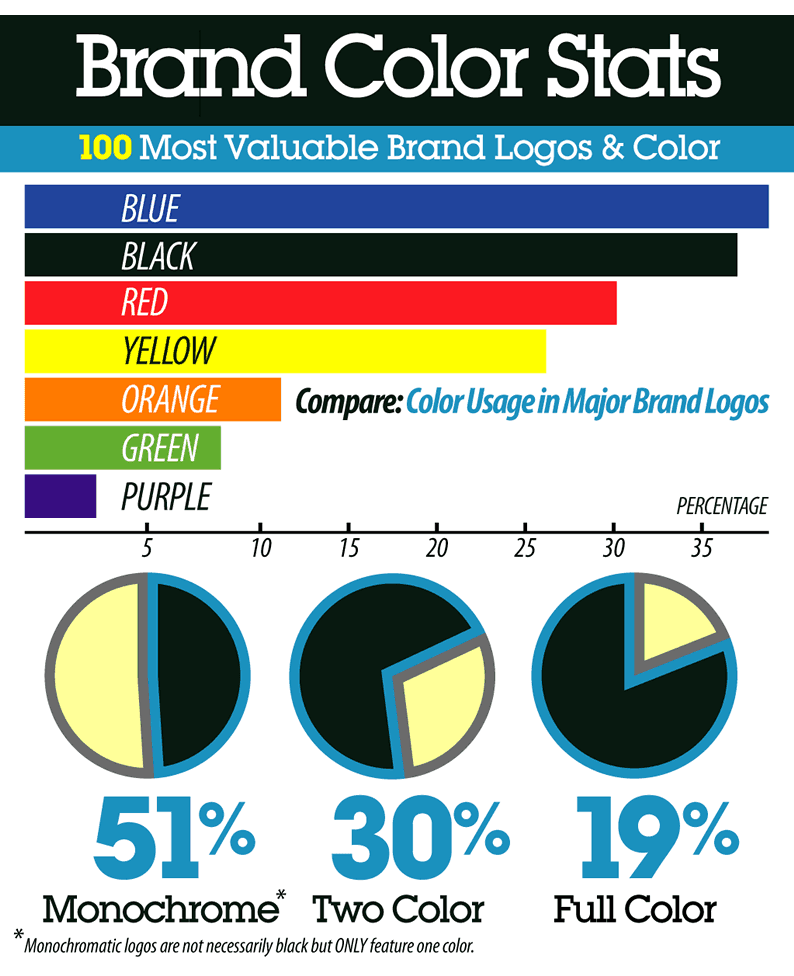 Brand Color Stats
100 Most Valuable Brand Logos & Color
BLUE
BLACK
RED
YELLOW
ORANGE
Compare: Color Usage in Major Brand Logos
GREEN
PURPLE
PERCENTAGE
5 10 15 20 25 30 35
51% 30% 19%
Monochrome* Two Color Full Color
*Monochromatic logos are not necessarily black but ONLY feature one color.